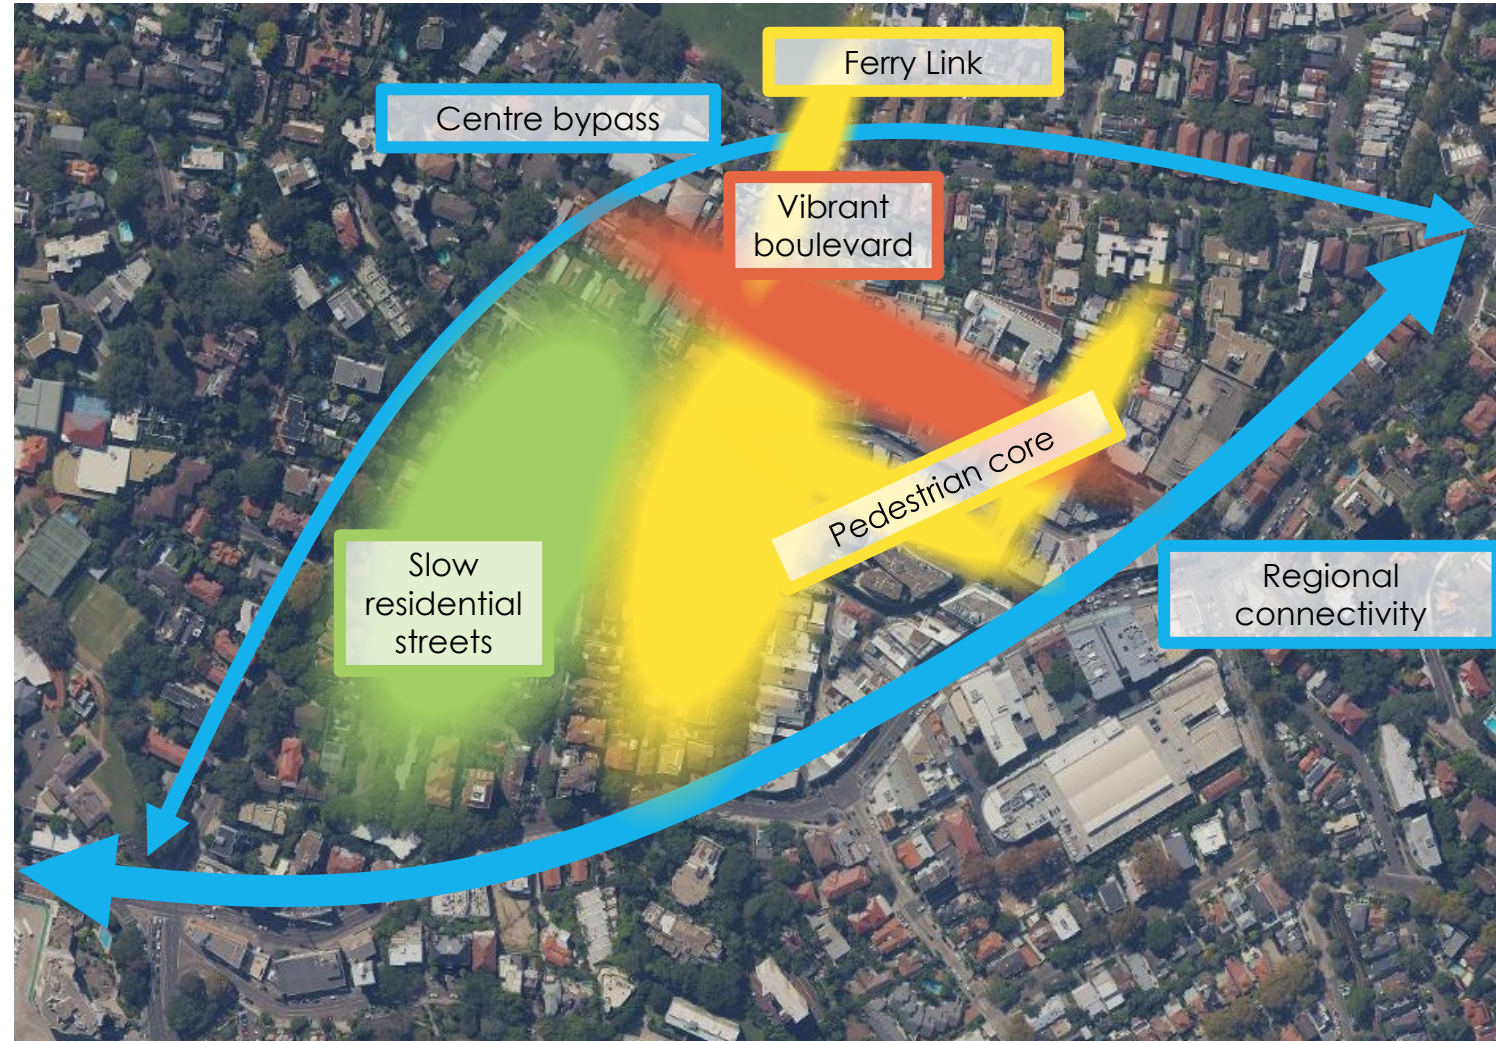 Ferry Link
Centre bypass
Vibrant
boulevard
Pedestrian core
Slow
residential
streets
Regional
connectivity